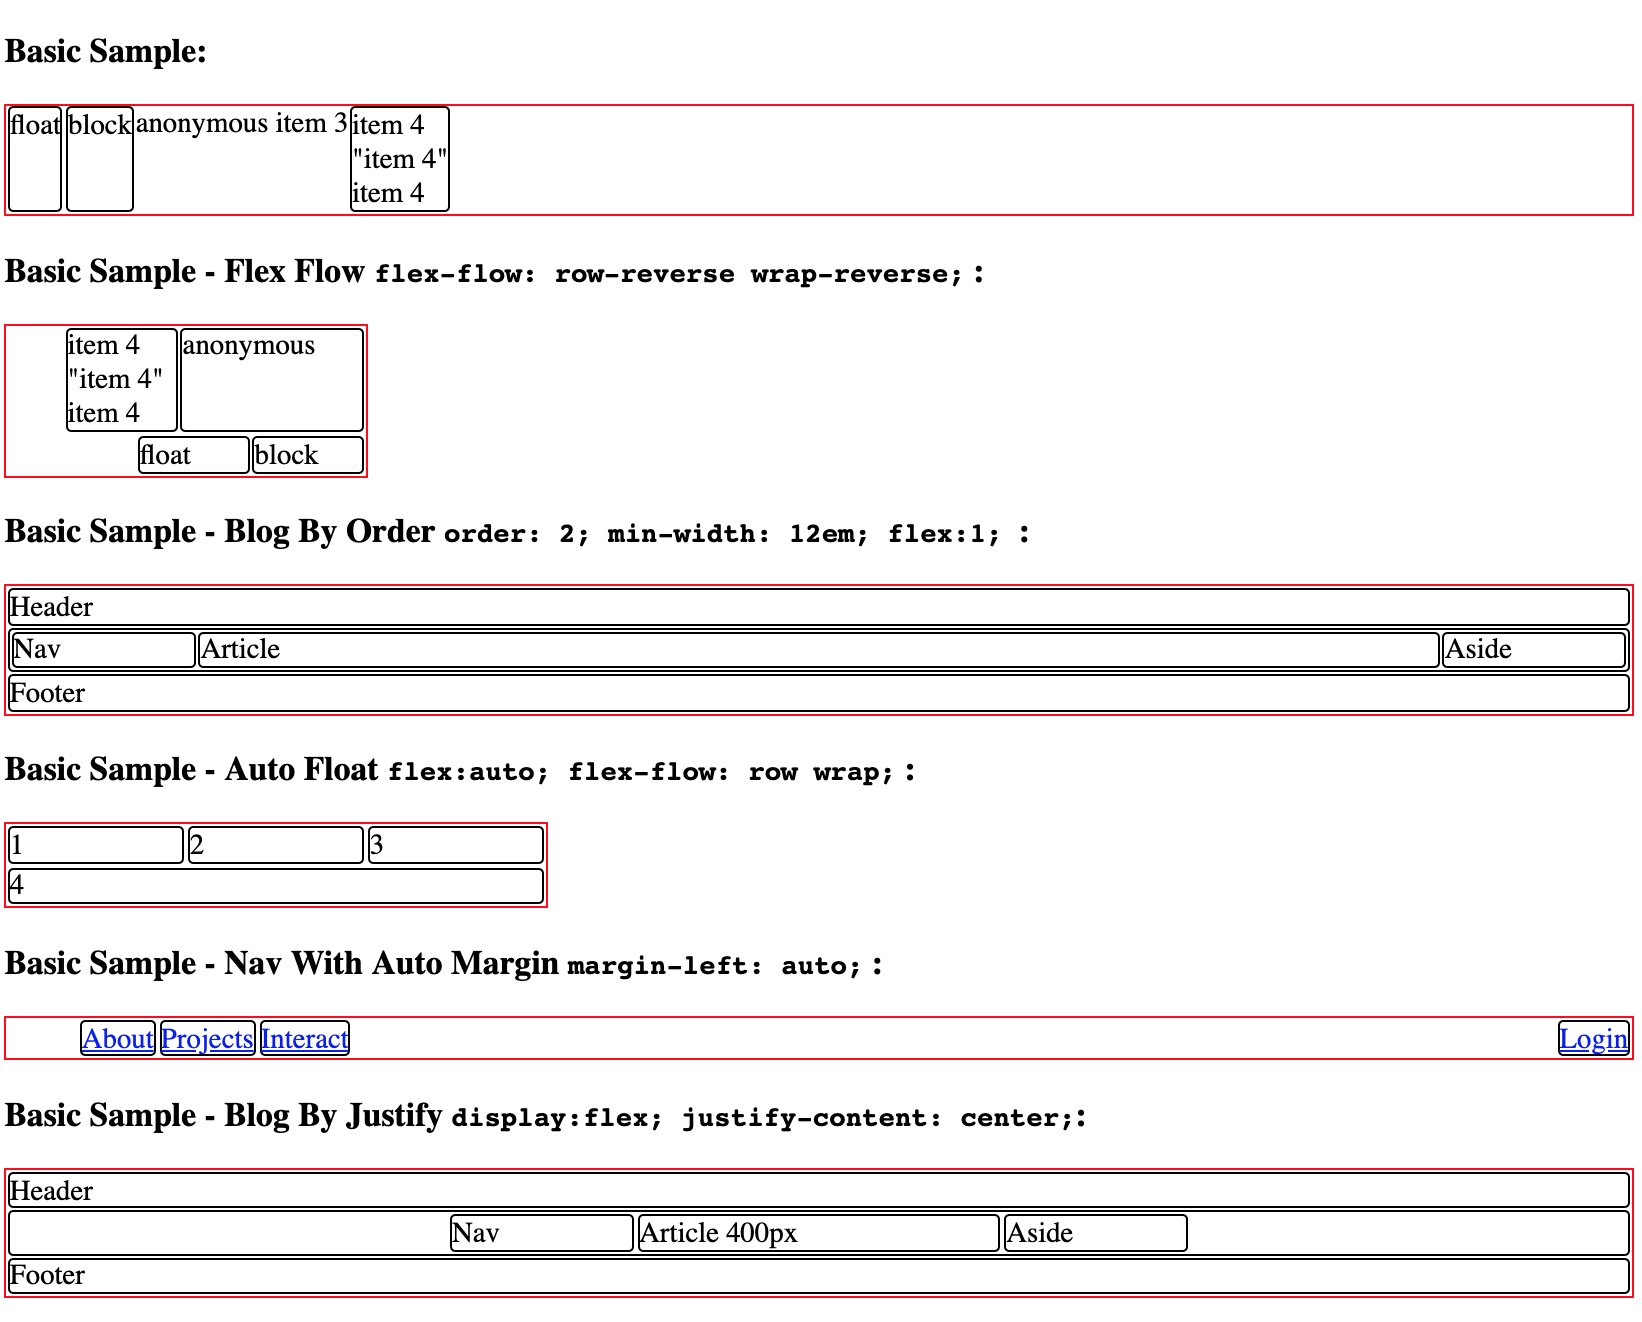 Basic Sample:
float block anonymous item 3 item 4
"item 4"
item 4
Basic Sample - Flex Flow flex-flow: row-reverse wrap-reverse; :
item 4 anonymous
"item 4"
item 4
float block
Basic Sample - Blog By Order order: 2; min-width: 12em; flex:1; :
Header
Nav Article Aside
Footer
Basic Sample - Auto Float flex:auto; flex-flow: row wrap; :
1 2 3
4
Basic Sample - Nav With Auto Margin margin-left: auto; :
About Projects Interact Login
Basic Sample - Blog By Justify display:flex; justify-content: center;:
Header
Nav Article 400px Aside
Footer